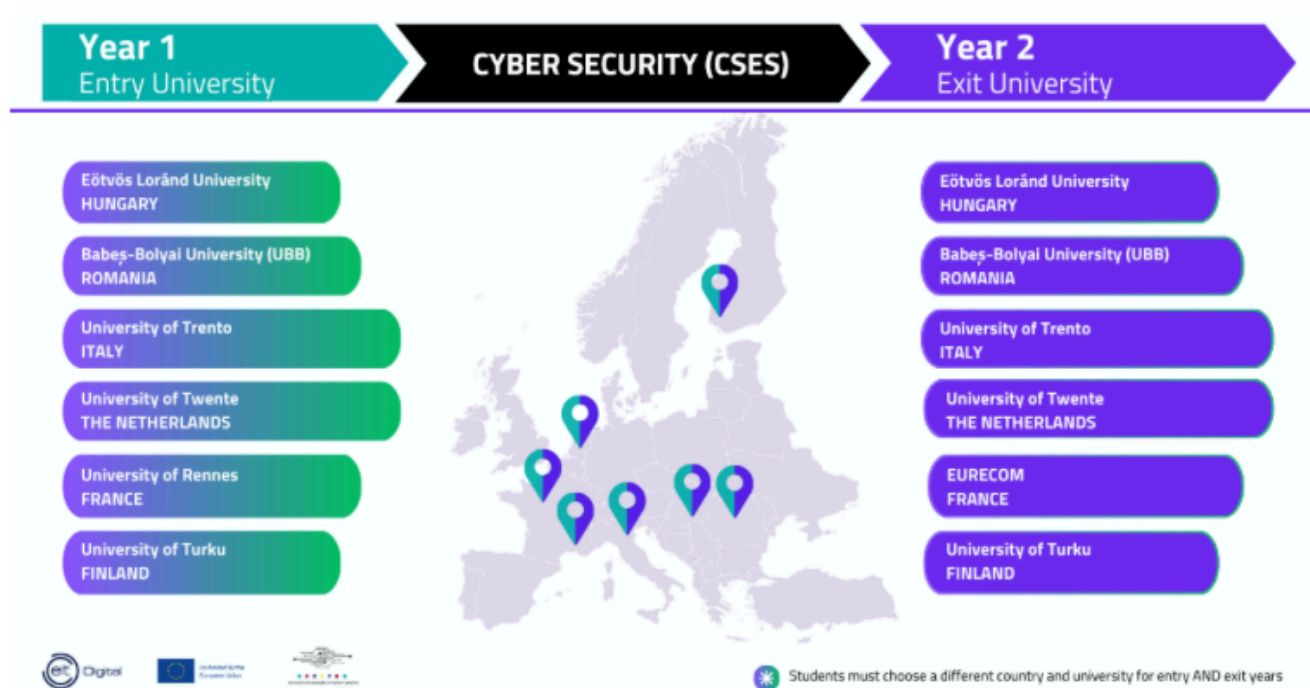 Year 1
Entry University
CYBER SECURITY (CSES)
Year 2
Exit University
Eötvös Loránd University
HUNGARY
Babeș-Bolyai University (UBB)
ROMANIA
University of Trento
ITALY
University of Twente
THE NETHERLANDS
University of Rennes
FRANCE
University of Turku
FINLAND
Eötvös Loránd University
HUNGARY
Babeș-Bolyai University (UBB)
ROMANIA
University of Trento
ITALY
University of Twente
THE NETHERLANDS
EURECOM
FRANCE
University of Turku
FINLAND
eit Digital
European Union
Students must choose a different country and university for entry AND exit years